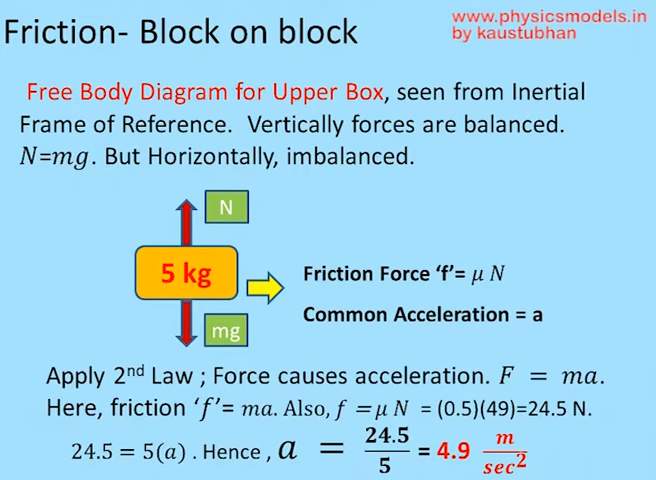 Friction- Block on block
www.physicsmodels.in
by kaustubhan
Free Body Diagram for Upper Box, seen from Inertial
Frame of Reference. Vertically forces are balanced.
N=mg. But Horizontally, imbalanced.
N
5 kg
mg
Friction Force ‘f’= μ N
Common Acceleration = a
Apply 2nd Law ; Force causes acceleration. F = ma.
Here, friction ‘f’= ma. Also, f = μ N = (0.5)(49)=24.5 N.
24.5 = 5(a) . Hence , a = 24.5/5 = 4.9 m/sec²